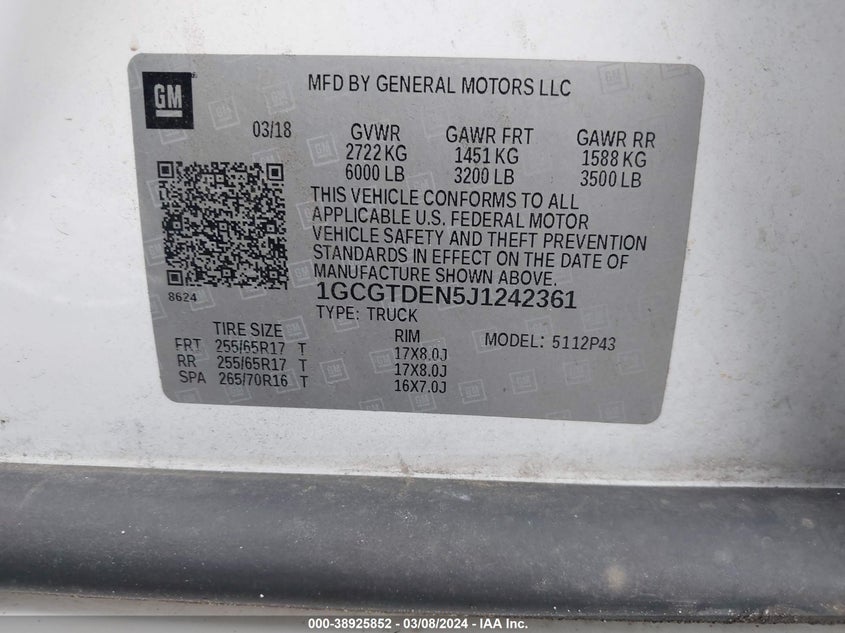 GM
MFD BY GENERAL MOTORS LLC
03/18 GVWR GAWR FRT GAWR RR
2722 KG 1451 KG 1588 KG
6000 LB 3200 LB 3500 LB
THIS VEHICLE CONFORMS TO ALL
APPLICABLE U.S. FEDERAL MOTOR
VEHICLE SAFETY AND THEFT PREVENTION
STANDARDS IN EFFECT ON THE DATE OF
MANUFACTURE SHOWN ABOVE.
8624
1GCGTDEN5J1242361
TYPE: TRUCK
TIRE SIZE RIM MODEL: 5112P43
FRT 255/65R17 T 17X8.0J
RR 255/65R17 T 17X8.0J
SPA 265/70R16 T 16X7.0J
000-38925852 - 03/08/2024 - IAA Inc.